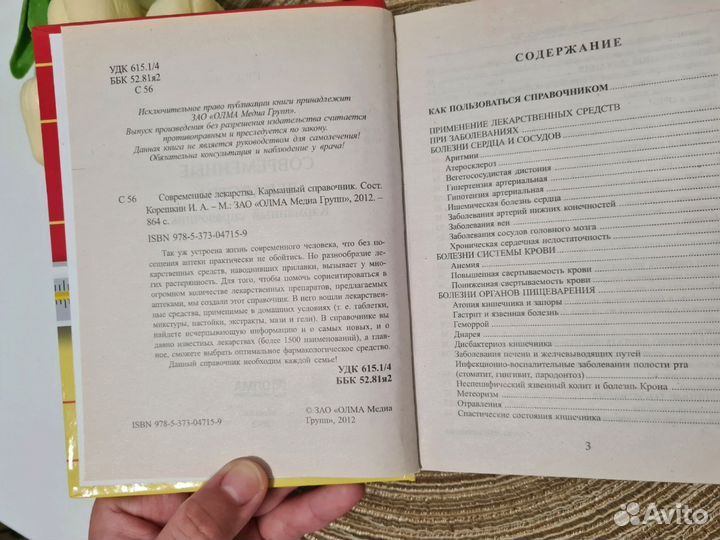 УДК 615.1/4
ББК 52.81я2
С 56
Исключительное право публикации книги принадлежит
ЗАО «ОЛМА Медиа Групп».
Выпуск произведения без разрешения издательства считается
противоправным и преследуется по закону.
Данная книга не является руководством для самолечения!
Обязательна консультация и наблюдение у врача!
Современные лекарства. Карманный справочник. Сост.
С 56 Корешкин И. А. – М.: ЗАО «ОЛМА Медиа Групп», 2012. –
864 с.
ISBN 978-5-373-04715-9
Так уж устроена жизнь современного человека, что без по-
сещения аптеки практически не обойтись. Но разнообразие ле-
карственных средств, наводнивших прилавки, вызывает у мно-
гих растерянность. Для того, чтобы помочь сориентироваться в
огромном количестве лекарственных препаратов, предлагаемых
аптеками, мы создали этот справочник. В него вошли лекарствен-
ные средства, применимые в домашних условиях (т. е. таблетки,
микстуры, настойки, экстракты, мази и гели). В справочнике вы
найдете исчерпывающую информацию и о самых новых, и о
давно известных лекарствах (более 1500 наименований), а глав-
ное, сможете выбрать оптимальное фармакологическое средство.
Данный справочник необходим каждой семье!
УДК 615.1/4
ББК 52.81я2
ISBN 978-5-373-04715-9
© ЗАО «ОЛМА Медиа
Групп», 2012
СОДЕРЖАНИЕ
КАК ПОЛЬЗОВАТЬСЯ СПРАВОЧНИКОМ
ПРИМЕНЕНИЕ ЛЕКАРСТВЕННЫХ СРЕДСТВ
ПРИ ЗАБОЛЕВАНИЯХ
БОЛЕЗНИ СЕРДЦА И СОСУДОВ
Аритмии
Атеросклероз
Вегетососудистая дистония
Гипертензия артериальная
Гипотензия артериальная
Ишемическая болезнь сердца
Заболевания артерий нижних конечностей
Заболевания вен
Заболевания сосудов головного мозга
Хроническая сердечная недостаточность
БОЛЕЗНИ СИСТЕМЫ КРОВИ
Анемия
Повышенная свертываемость крови
Пониженная свертываемость крови
БОЛЕЗНИ ОРГАНОВ ПИЩЕВАРЕНИЯ
Атония кишечника и запоры
Гастрит и язвенная болезнь
Геморрой
Диарея
Дисбактериоз кишечника
Заболевания печени и желчевыводящих путей
Инфекционно-воспалительные заболевания полости рта
(стоматит, гингивит, пародонтоз)
Неспецифический язвенный колит и болезнь Крона
Метеоризм
Отравления
Спастические состояния кишечника
3
Avito